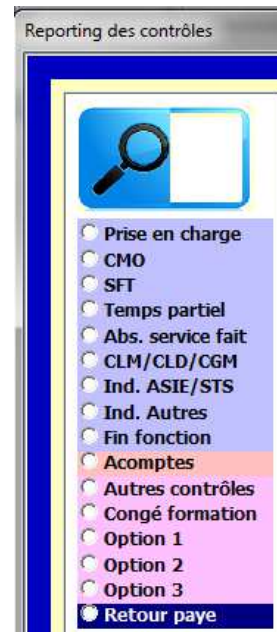 Reporting des contrôles
Prise en charge
CMO
SFT
Temps partiel
Abs. service fait
CLM/CLD/CGM
Ind. ASIE/STS
Ind. Autres
Fin fonction
Acomptes
Autres contrôles
Congé formation
Option 1
Option 2
Option 3
Retour paye